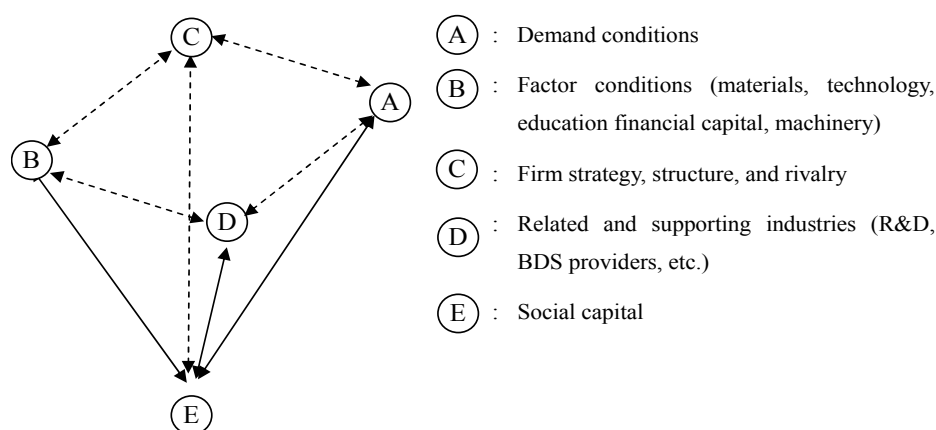 C
A
B
D
E
A : Demand conditions
B : Factor conditions (materials, technology,
education financial capital, machinery)
C : Firm strategy, structure, and rivalry
D : Related and supporting industries (R&D,
BDS providers, etc.)
E : Social capital